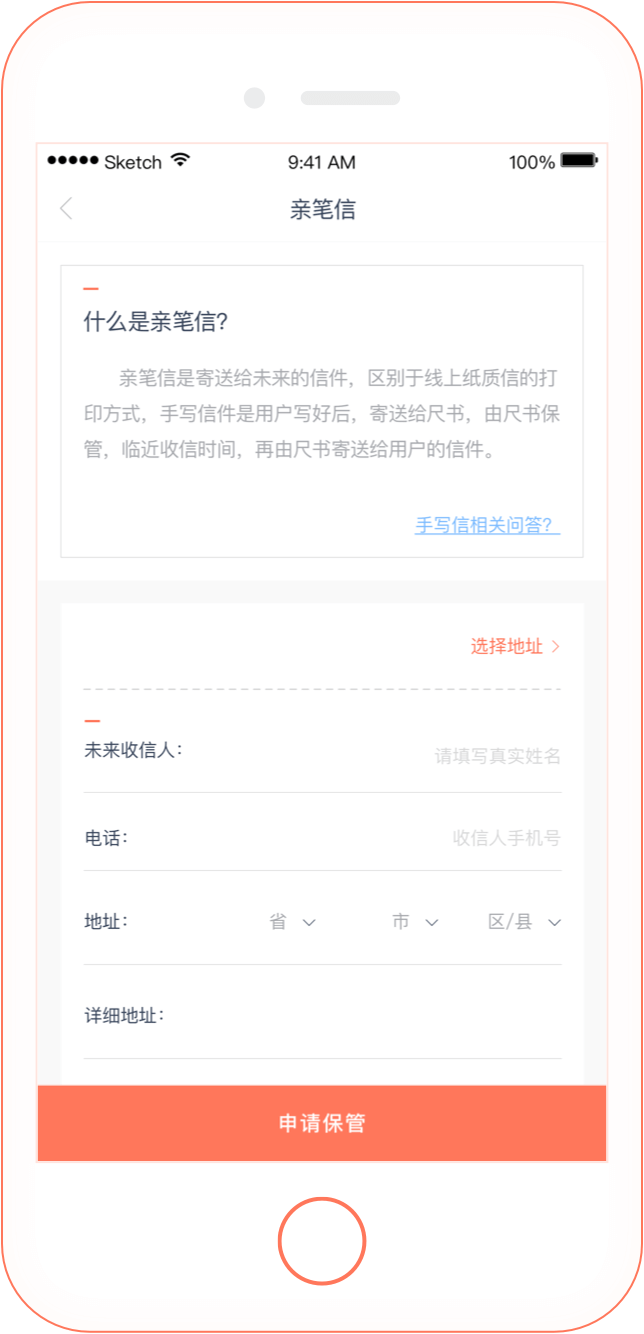 ●●●●● Sketch 9:41 AM 100%
亲笔信
什么是亲笔信?
亲笔信是寄送给未来的信件，区别于线上纸质信的打
印方式，手写信件是用户写好后，寄送给尺书，由尺书保
管，临近收信时间，再由尺书寄送给用户的信件。
手写信相关问答？
选择地址 >
未来收信人： 请填写真实姓名
电话： 收信人手机号
地址： 省 市 区/县
详细地址：
申请保管